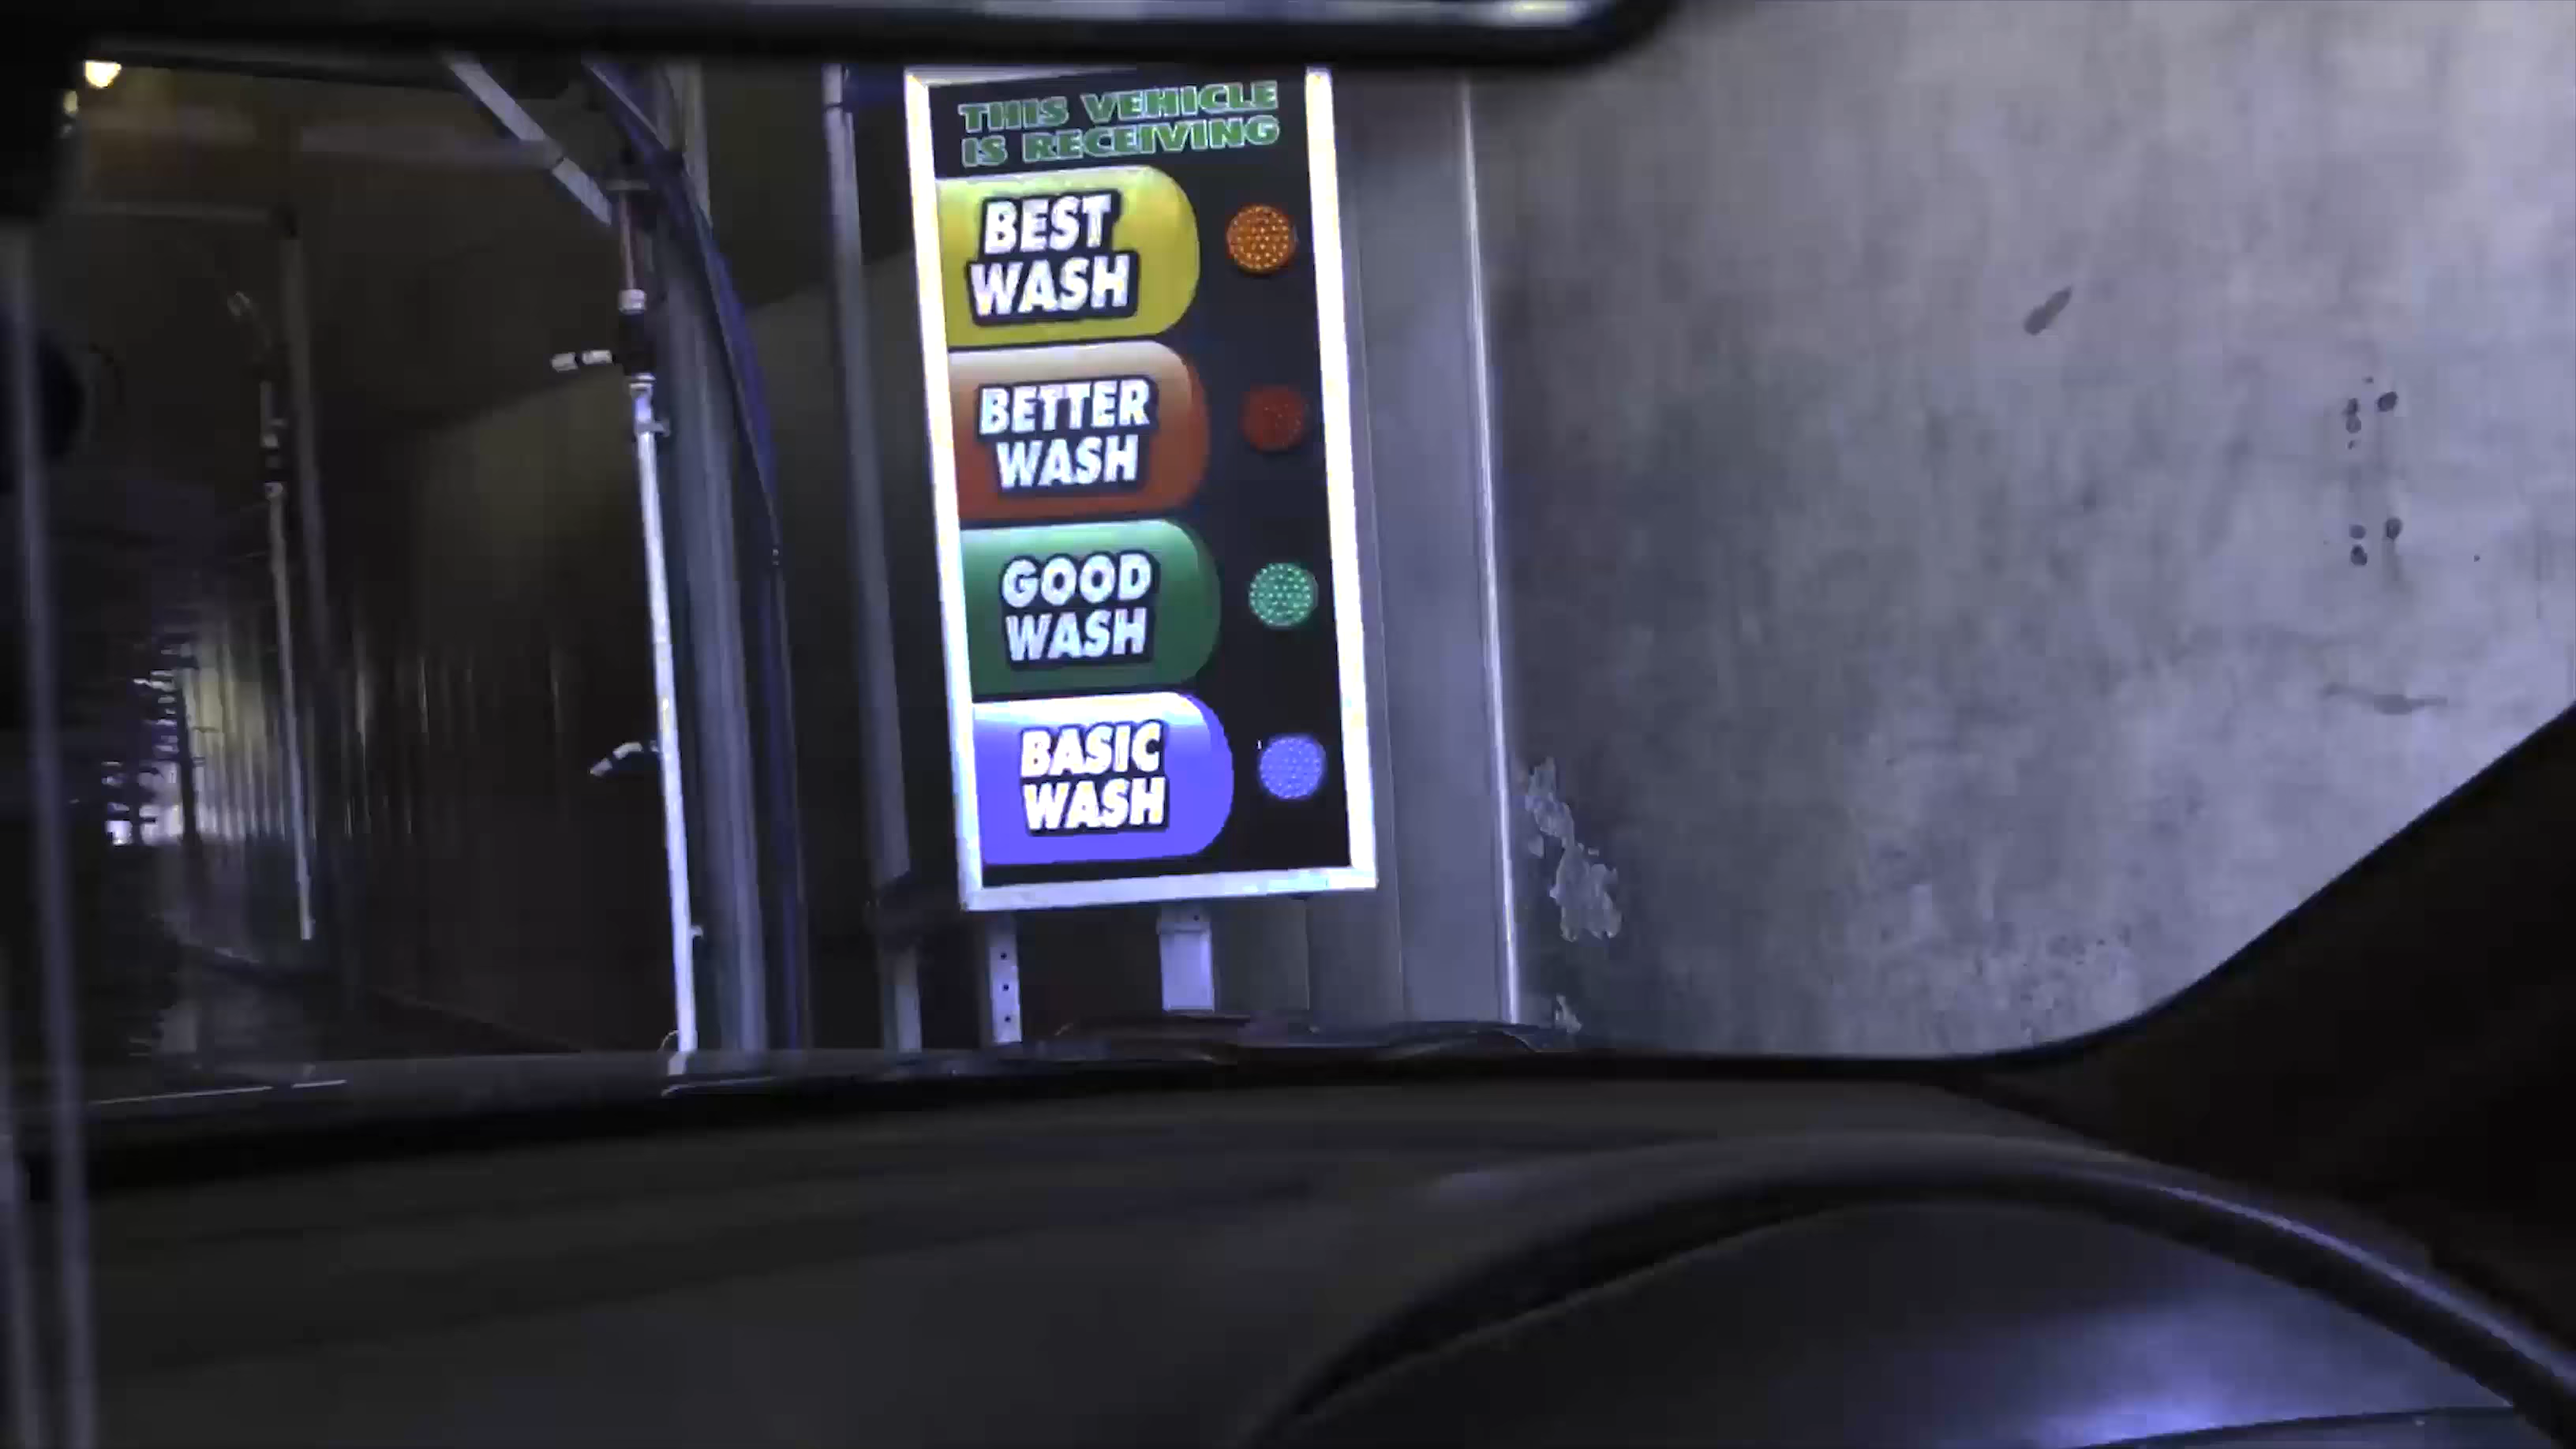 THIS VEHICLE
IS RECEIVING
BEST
WASH
BETTER
WASH
GOOD
WASH
BASIC
WASH